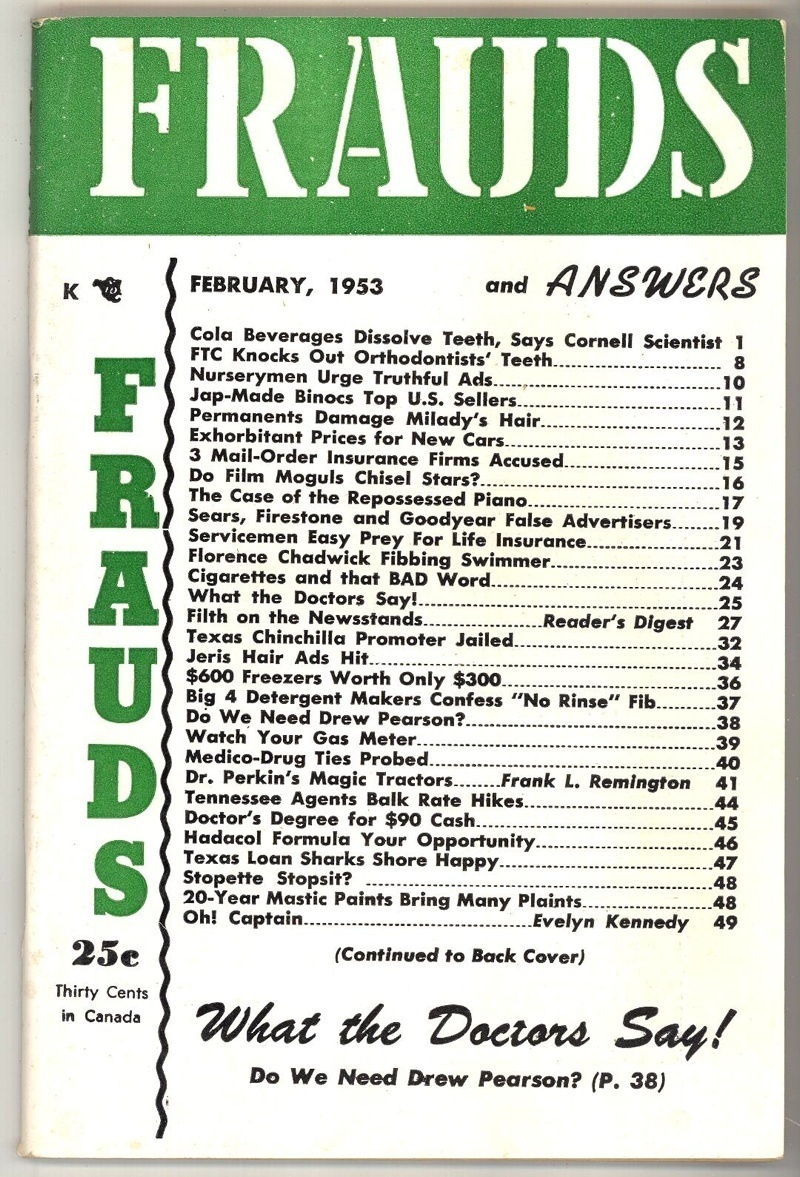 FRAUDS
K
FEBRUARY, 1953 and ANSWERS
FRAUDS
25c
Thirty Cents
in Canada
Cola Beverages Dissolve Teeth, Says Cornell Scientist 1
FTC Knocks Out Orthodontists' Teeth 8
Nurserymen Urge Truthful Ads 10
Jap-Made Binocs Top U.S. Sellers 11
Permanents Damage Milady's Hair 12
Exhorbitant Prices for New Cars 13
3 Mail-Order Insurance Firms Accused 15
Do Film Moguls Chisel Stars? 16
The Case of the Repossessed Piano 17
Sears, Firestone and Goodyear False Advertisers 19
Servicemen Easy Prey For Life Insurance 21
Florence Chadwick Fibbing Swimmer 23
Cigarettes and that BAD Word 24
What the Doctors Say! 25
Filth on the Newsstands Reader's Digest 27
Texas Chinchilla Promoter Jailed 32
Jeris Hair Ads Hit 34
$600 Freezers Worth Only $300 36
Big 4 Detergent Makers Confess "No Rinse" Fib 37
Do We Need Drew Pearson? 38
Watch Your Gas Meter 39
Medico-Drug Ties Probed 40
Dr. Perkin's Magic Tractors Frank L. Remington 41
Tennessee Agents Balk Rate Hikes 44
Doctor's Degree for $90 Cash 45
Hadacol Formula Your Opportunity 46
Texas Loan Sharks Shore Happy 47
Stopette Stopsit? 48
20-Year Mastic Paints Bring Many Plaints 48
Oh! Captain Evelyn Kennedy 49
(Continued to Back Cover)
What the Doctors Say!
Do We Need Drew Pearson? (P. 38)